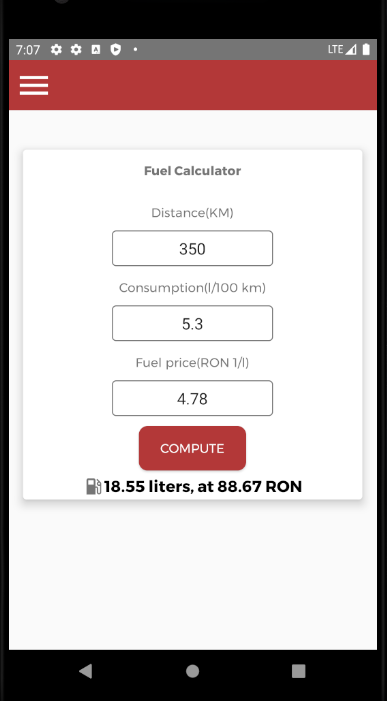 7:07 LTE
Fuel Calculator
Distance(KM)
350
Consumption(l/100 km)
5.3
Fuel price(RON 1/l)
4.78
COMPUTE
18.55 liters, at 88.67 RON